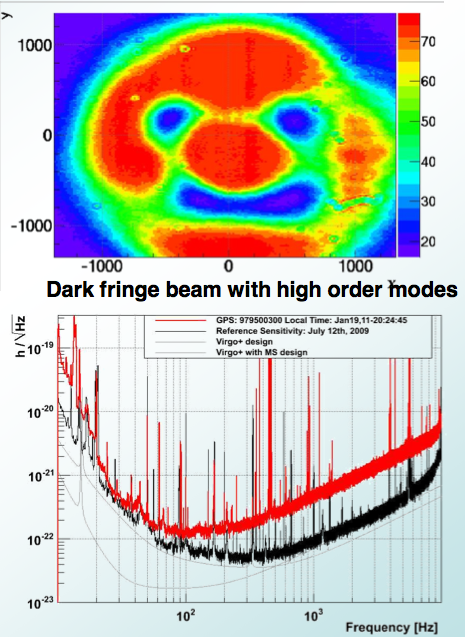 y
1000
0
-1000
-1000
0
1000
x
70
60
50
40
30
20
Dark fringe beam with high order modes
h /√Hz
GPS: 979500300 Local Time: Jan19,11-20:24:45
Reference Sensitivity: July 12th, 2009
Virgo+ design
Virgo+ with MS design
10-19
10-20
10-21
10-22
10-23
10²
10³
Frequency [Hz]